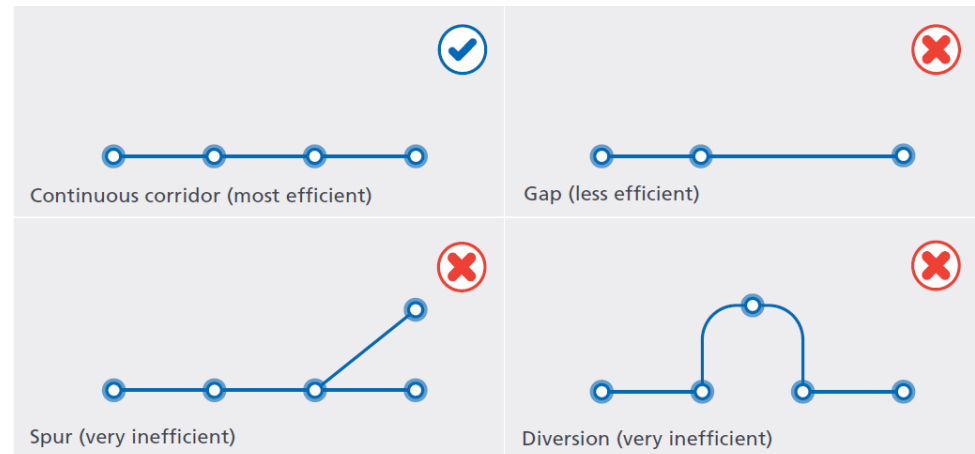 Continuous corridor (most efficient)
Gap (less efficient)
Spur (very inefficient)
Diversion (very inefficient)